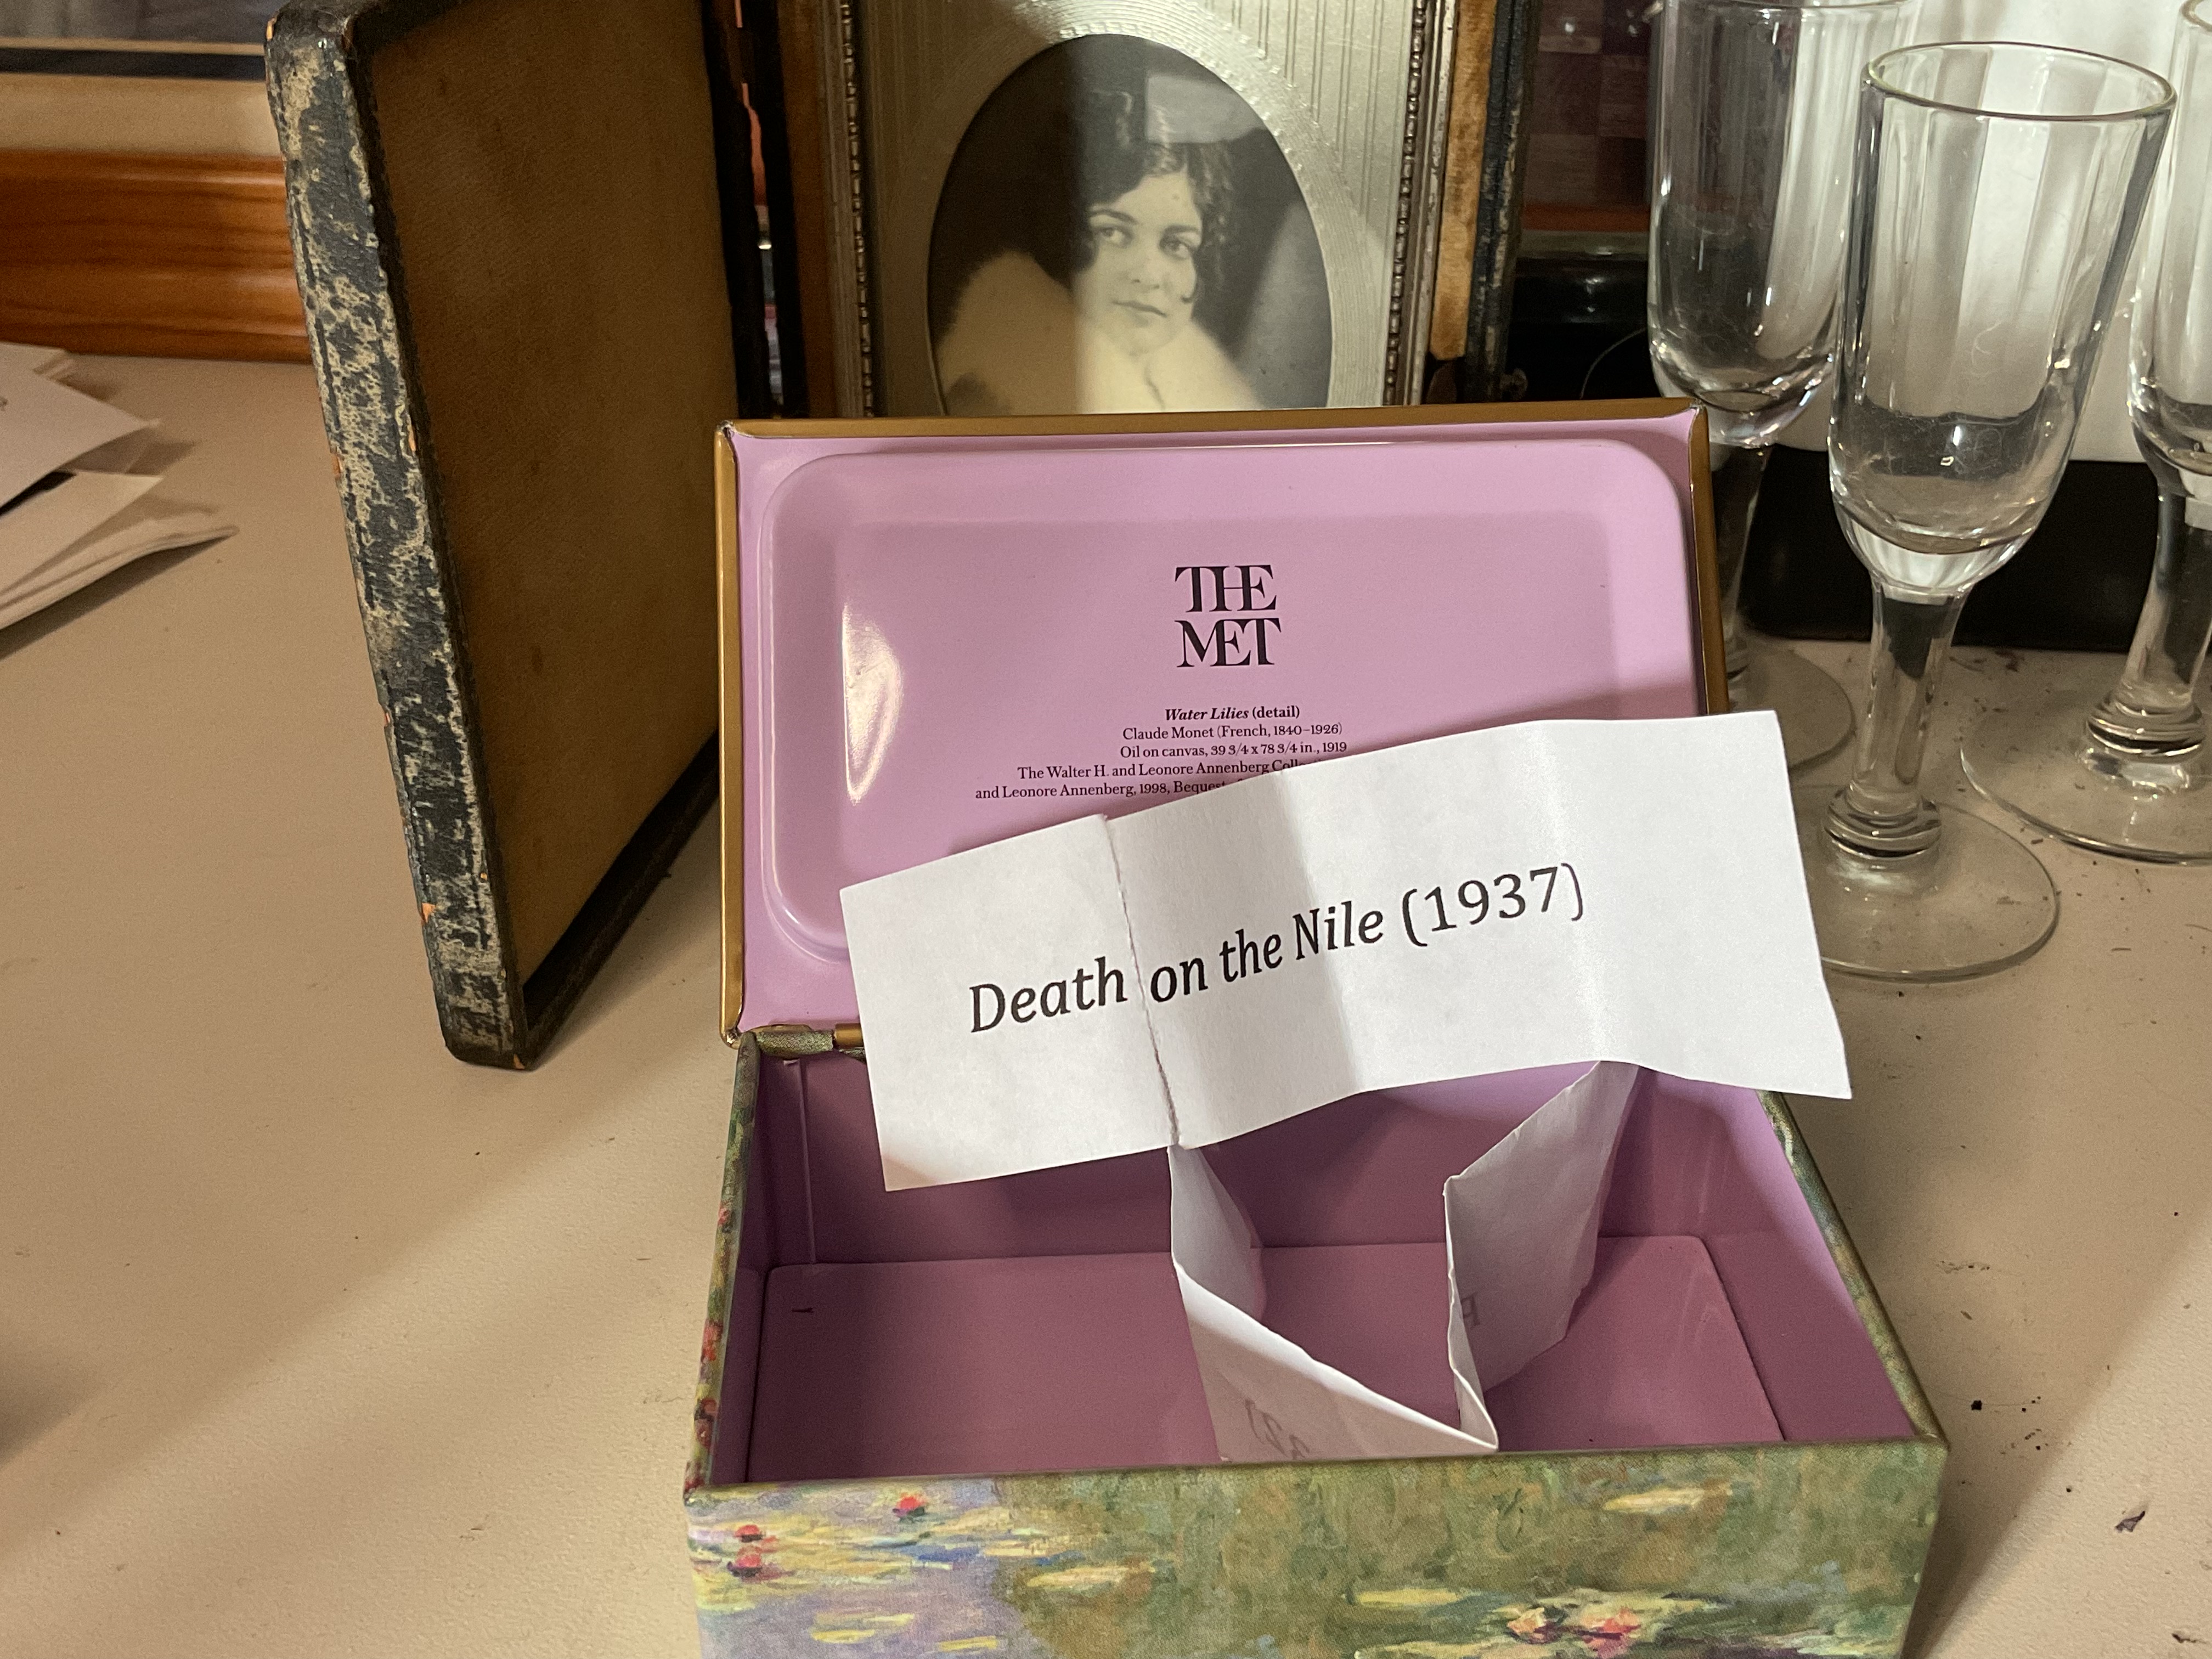 THE
MET
Water Lilies (detail)
Claude Monet (French, 1840–1926)
Oil on canvas, 39 3/4 x 78 3/4 in., 1919
The Walter H. and Leonore Annenberg
and Leonore Annenberg, 1998, Bequest
Death on the Nile (1937)